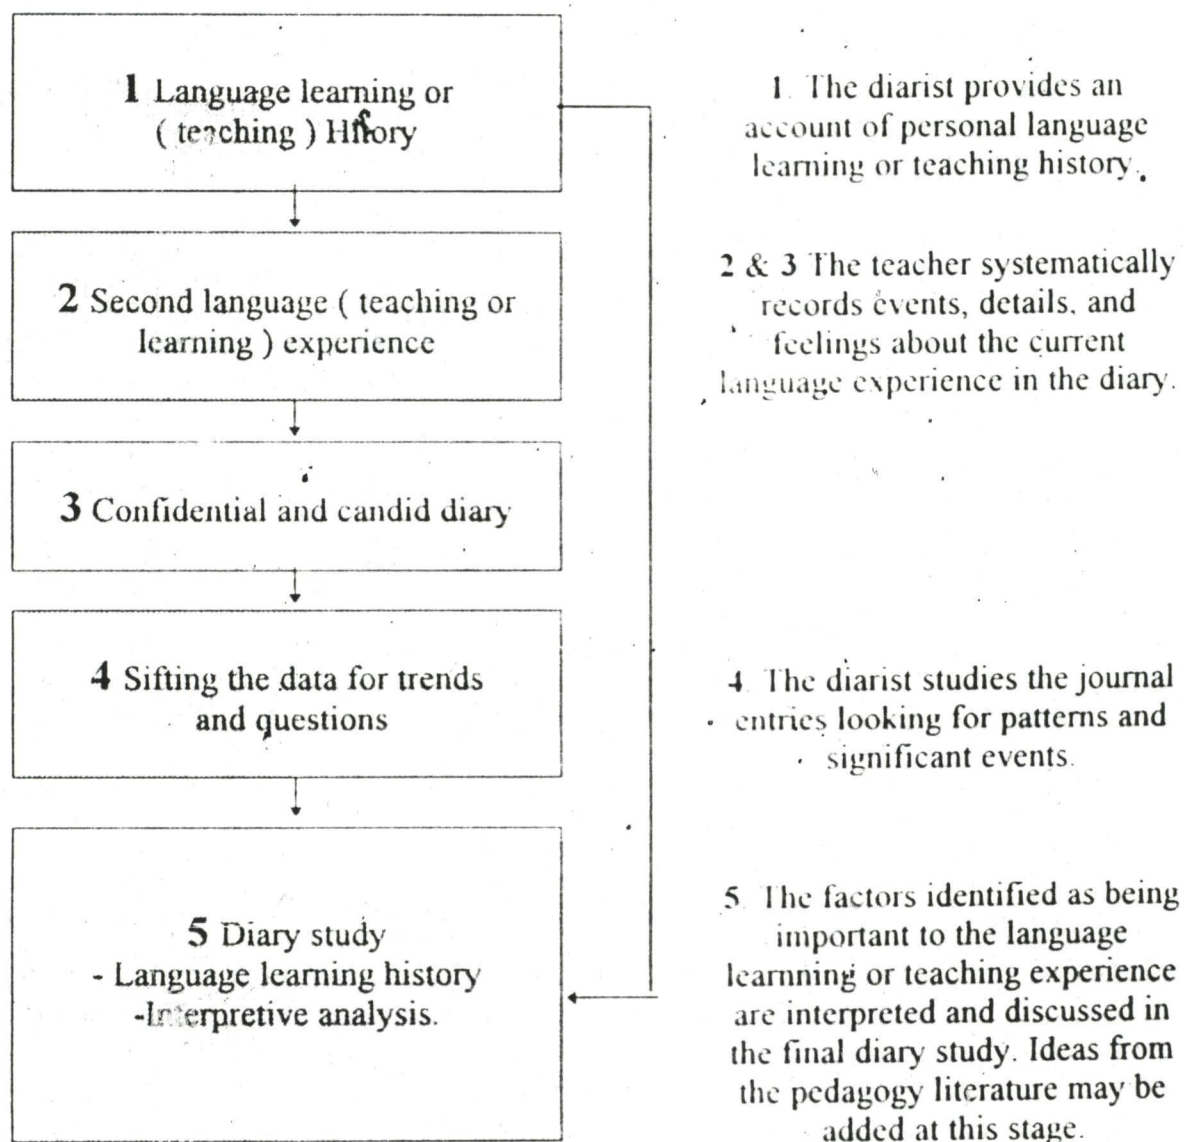 1 Language learning or
( teaching ) History
2 Second language ( teaching or
learning ) experience
3 Confidential and candid diary
4 Sifting the data for trends
and questions
5 Diary study
- Language learning history
-Interpretive analysis.
1. The diarist provides an
account of personal language
learning or teaching history.
2 & 3 The teacher systematically
records events, details, and
feelings about the current
language experience in the diary.
4. The diarist studies the journal
entries looking for patterns and
significant events.
5. The factors identified as being
important to the language
learnning or teaching experience
are interpreted and discussed in
the final diary study. Ideas from
the pedagogy literature may be
added at this stage.